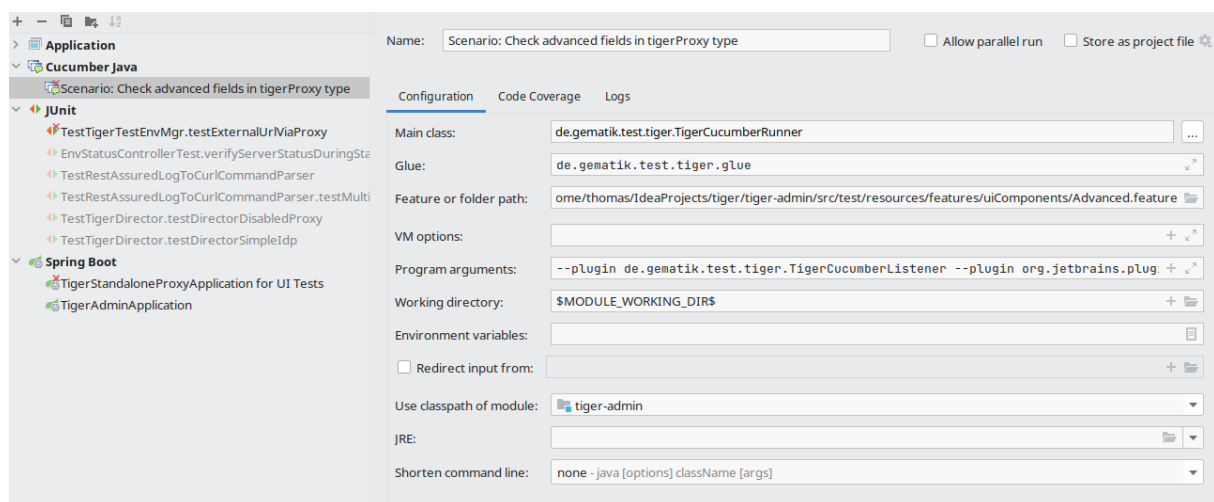 Application
Cucumber Java
Scenario: Check advanced fields in tigerProxy type
JUnit
TestTigerTestEnvMgr.testExternalUrlViaProxy
EnvStatusControllerTest.verifyServerStatusDuringSta
TestRestAssuredLogToCurlCommandParser
TestRestAssuredLogToCurlCommandParser.testMulti
TestTigerDirector.testDirectorDisabledProxy
TestTigerDirector.testDirectorSimpleIdp
Spring Boot
TigerStandaloneProxyApplication for UI Tests
TigerAdminApplication
Name: Scenario: Check advanced fields in tigerProxy type Allow parallel run Store as project file
Configuration Code Coverage Logs
Main class: de.gematik.test.tiger.TigerCucumberRunner ...
Glue: de.gematik.test.tiger.glue
Feature or folder path: ome/thomas/IdeaProjects/tiger/tiger-admin/src/test/resources/features/uiComponents/Advanced.feature
VM options:
Program arguments: --plugin de.gematik.test.tiger.TigerCucumberListener --plugin org.jetbrains.plug
Working directory: $MODULE_WORKING_DIR$
Environment variables:
Redirect input from:
Use classpath of module: tiger-admin
JRE:
Shorten command line: none - java [options] className [args]